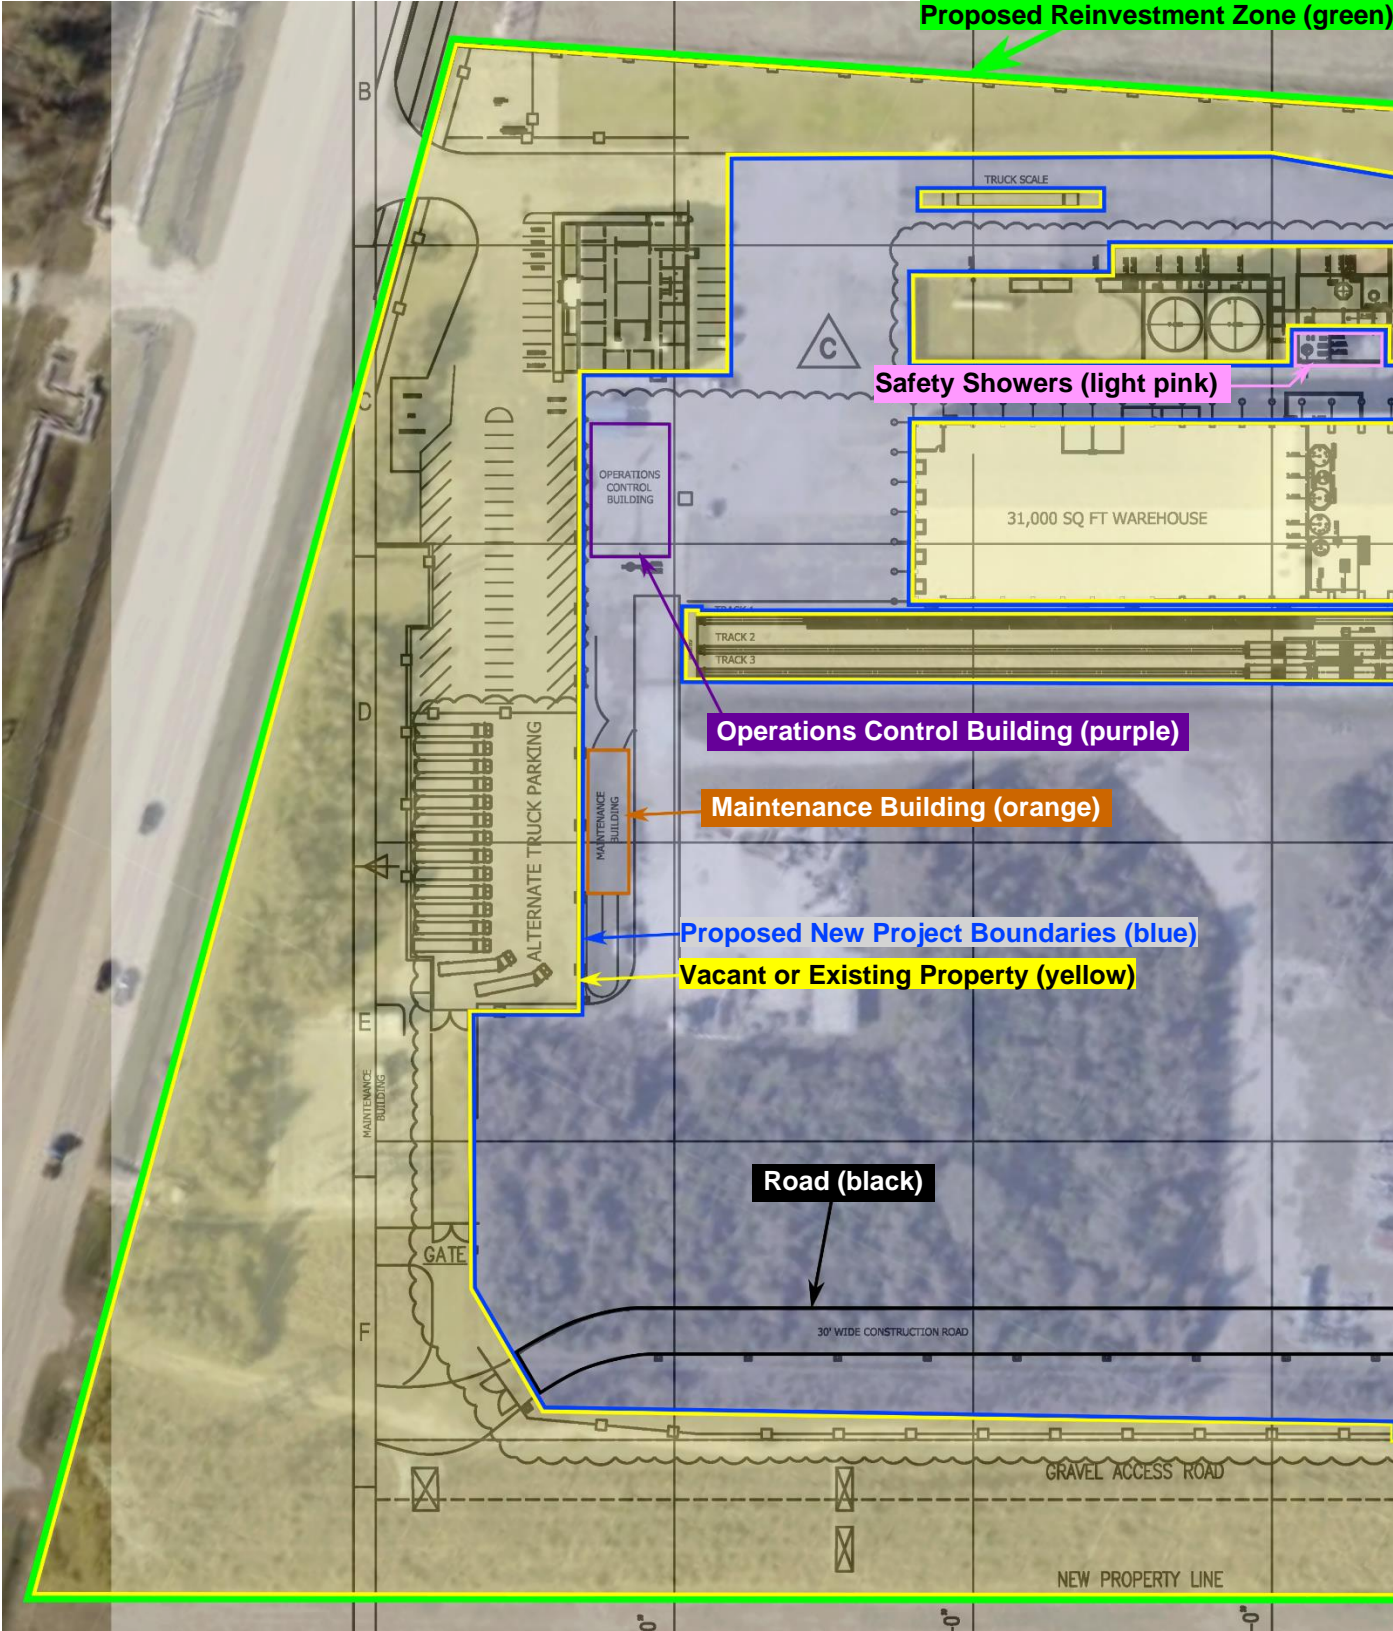 Proposed Reinvestment Zone (green)
B
TRUCK SCALE
C
Safety Showers (light pink)
C
OPERATIONS
CONTROL
BUILDING
31,000 SQ FT WAREHOUSE
TRACK 2
TRACK 3
D
Operations Control Building (purple)
ALTERNATE TRUCK PARKING
MAINTENANCE
BUILDING
Maintenance Building (orange)
Proposed New Project Boundaries (blue)
Vacant or Existing Property (yellow)
E
MAINTENANCE
BUILDING
Road (black)
GATE
F
30' WIDE CONSTRUCTION ROAD
GRAVEL ACCESS ROAD
NEW PROPERTY LINE